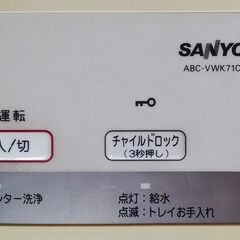 SANYO
ABC-VWK71C
運転
入/切
チャイルドロック
(3秒押し)
ター洗浄
点灯:給水
点滅:トレイお手入れ